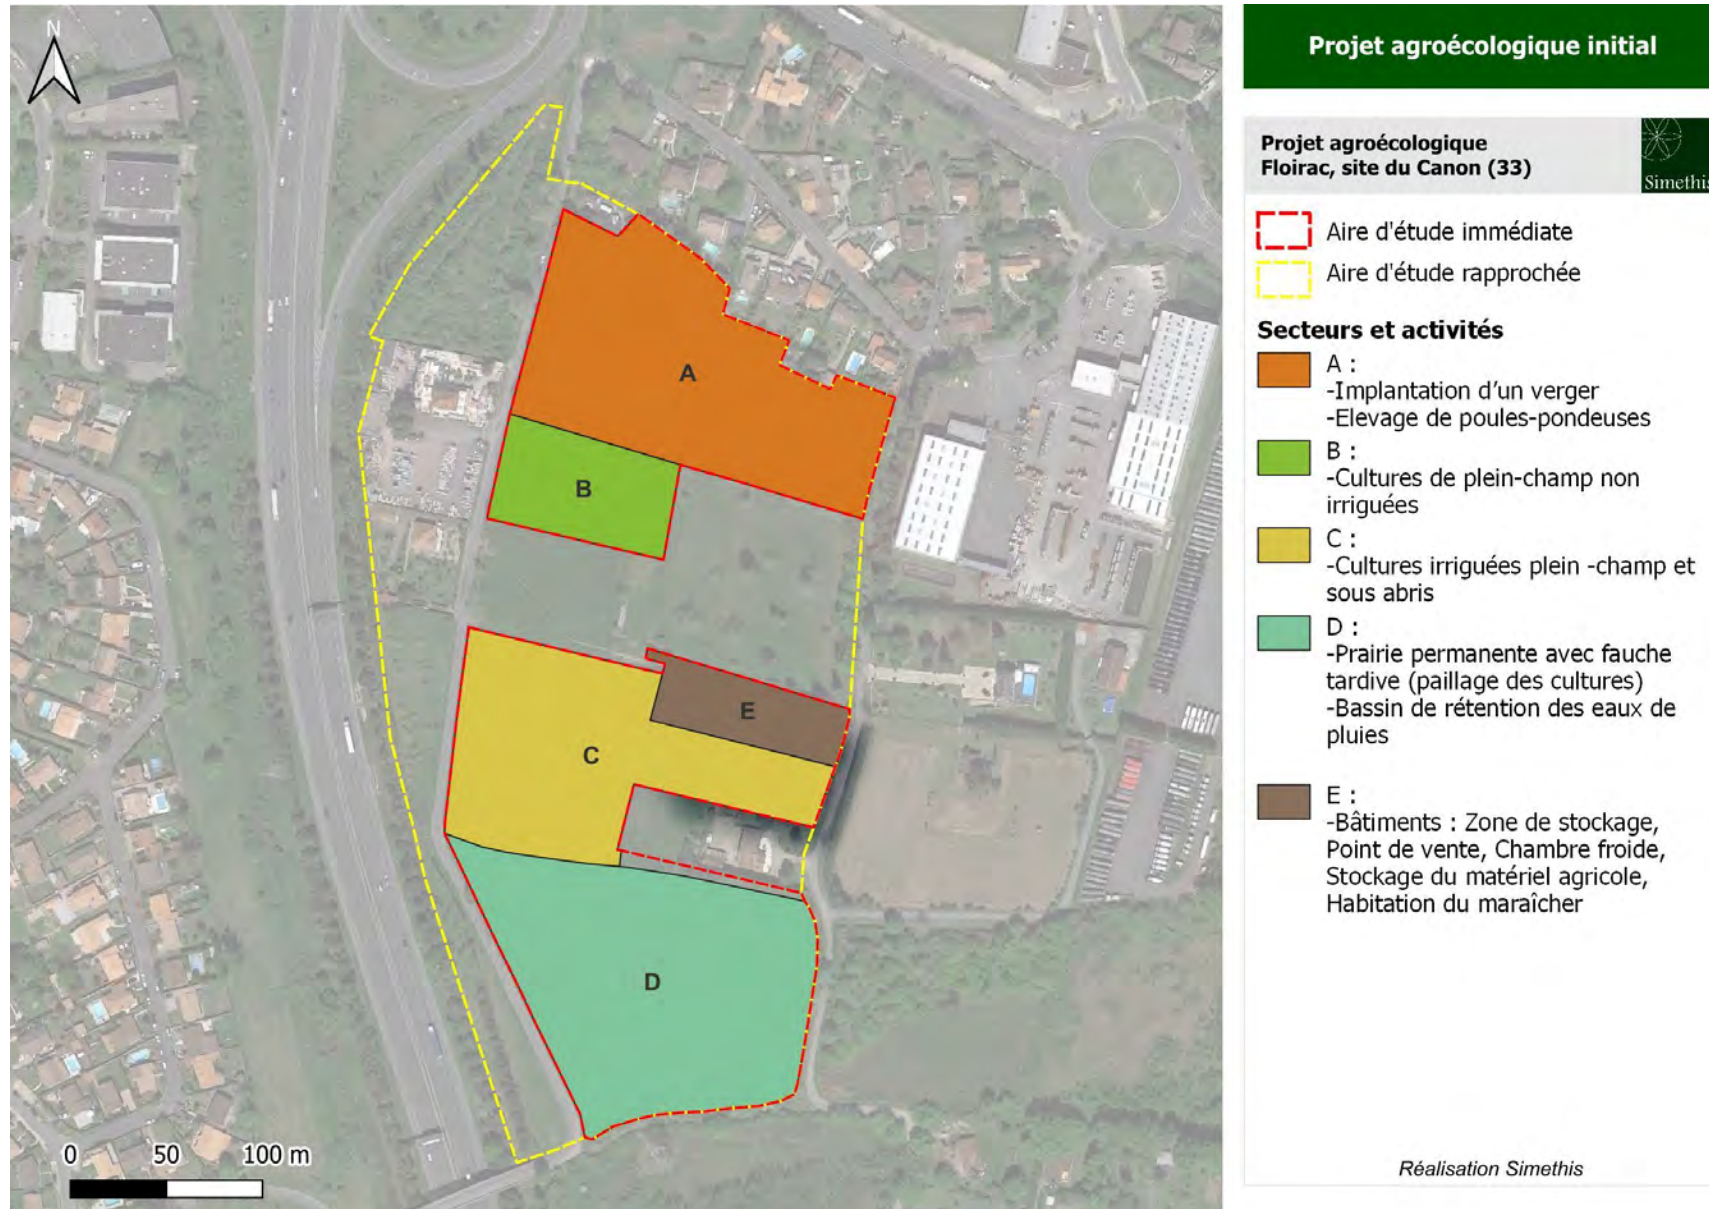 N
A
B
C
E
D
0 50 100 m
Projet agroécologique initial
Projet agroécologique
Floirac, site du Canon (33)
Simethis
Aire d'étude immédiate
Aire d'étude rapprochée
Secteurs et activités
A :
-Implantation d'un verger
-Elevage de poules-pondeuses
B :
-Cultures de plein-champ non
irriguées
C :
-Cultures irriguées plein -champ et
sous abris
D :
-Prairie permanente avec fauche
tardive (paillage des cultures)
-Bassin de rétention des eaux de
pluies
E :
-Bâtiments : Zone de stockage,
Point de vente, Chambre froide,
Stockage du matériel agricole,
Habitation du maraîcher
Réalisation Simethis